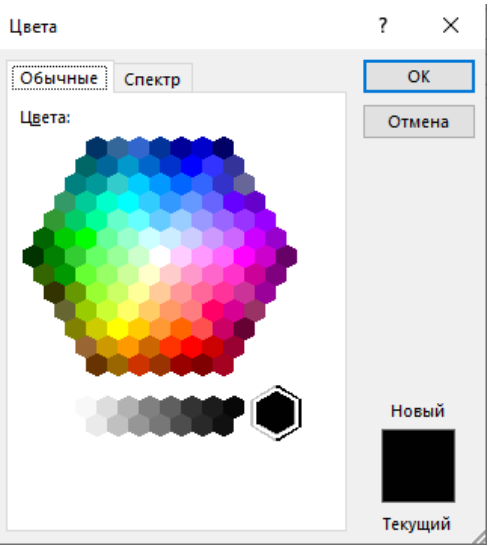 Цвета ?
Обычные Спектр
Цвета:
ОК
Отмена
Новый
Текущий